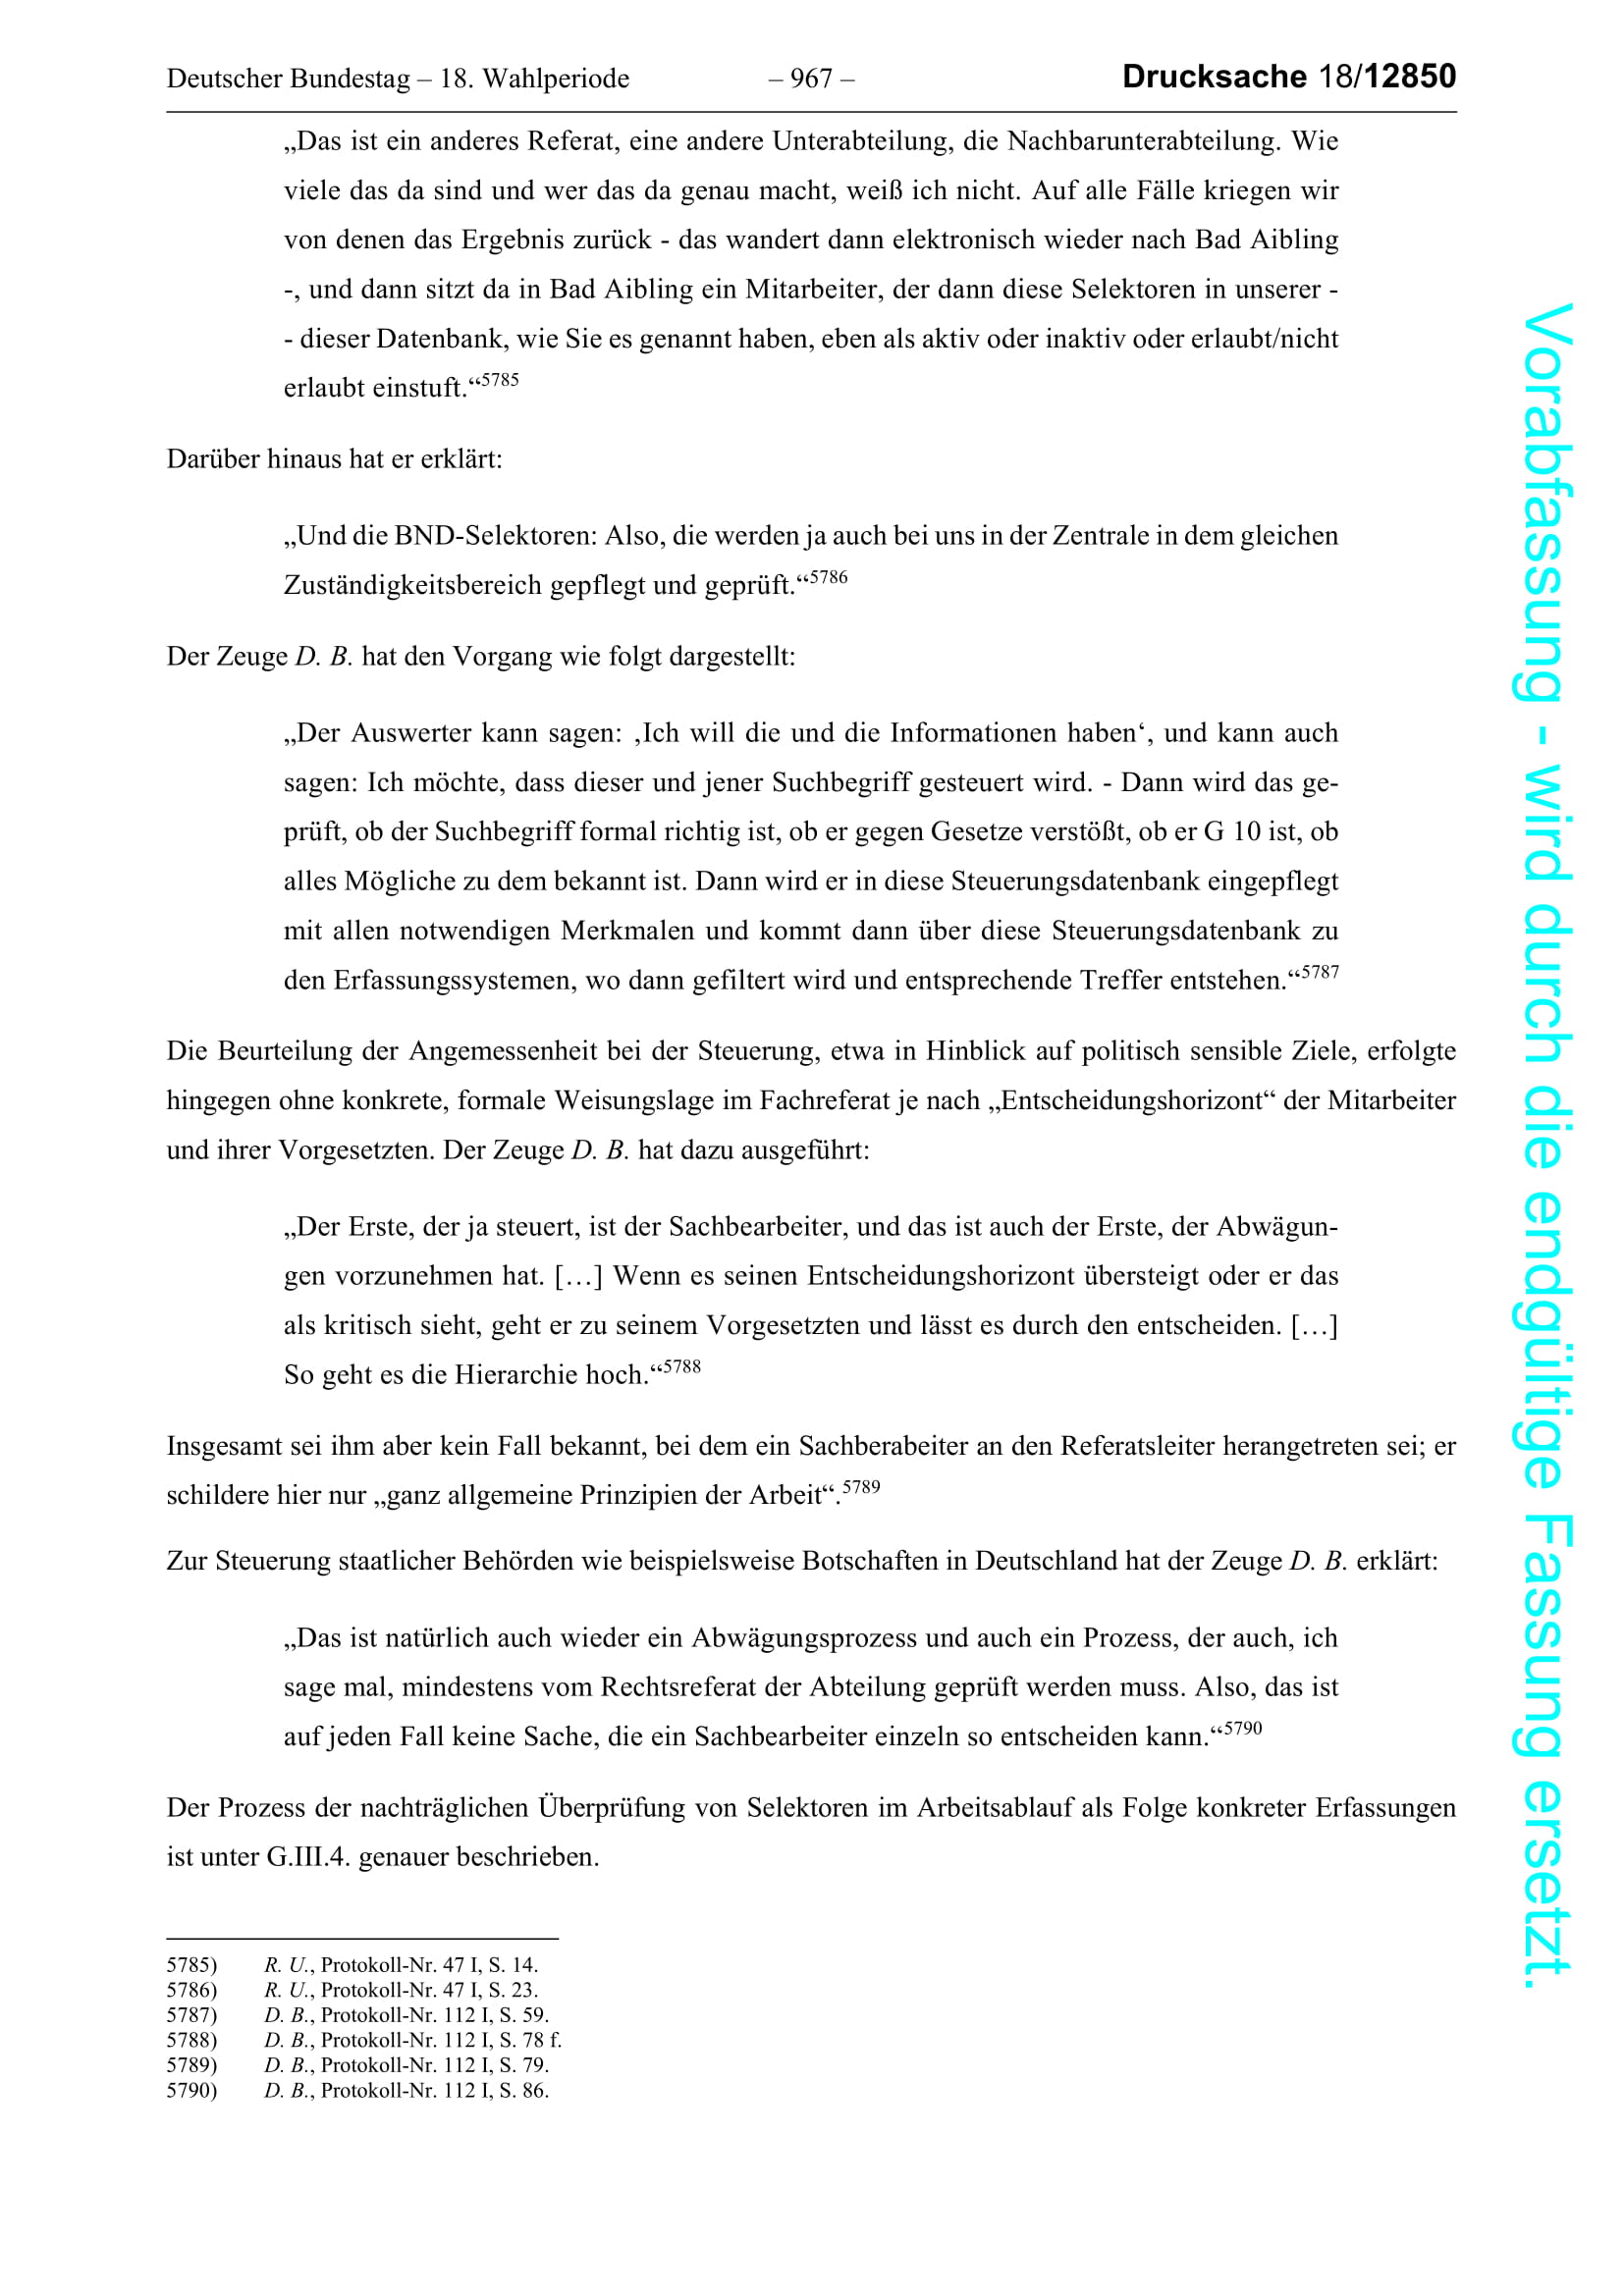 Deutscher Bundestag – 18. Wahlperiode – 967 – Drucksache 18/12850
„Das ist ein anderes Referat, eine andere Unterabteilung, die Nachbarunterabteilung. Wie
viele das da sind und wer das da genau macht, weiß ich nicht. Auf alle Fälle kriegen wir
von denen das Ergebnis zurück - das wandert dann elektronisch wieder nach Bad Aibling
-, und dann sitzt da in Bad Aibling ein Mitarbeiter, der dann diese Selektoren in unserer -
- dieser Datenbank, wie Sie es genannt haben, eben als aktiv oder inaktiv oder erlaubt/nicht
erlaubt einstuft.“5785
Darüber hinaus hat er erklärt:
„Und die BND-Selektoren: Also, die werden ja auch bei uns in der Zentrale in dem gleichen
Zuständigkeitsbereich gepflegt und geprüft.“5786
Der Zeuge D. B. hat den Vorgang wie folgt dargestellt:
„Der Auswerter kann sagen: ‚Ich will die und die Informationen haben‘, und kann auch
sagen: Ich möchte, dass dieser und jener Suchbegriff gesteuert wird. - Dann wird das ge-
prüft, ob der Suchbegriff formal richtig ist, ob er gegen Gesetze verstößt, ob er G 10 ist, ob
alles Mögliche zu dem bekannt ist. Dann wird er in diese Steuerungsdatenbank eingepflegt
mit allen notwendigen Merkmalen und kommt dann über diese Steuerungsdatenbank zu
den Erfassungssystemen, wo dann gefiltert wird und entsprechende Treffer entstehen.“5787
Die Beurteilung der Angemessenheit bei der Steuerung, etwa in Hinblick auf politisch sensible Ziele, erfolgte
hingegen ohne konkrete, formale Weisungslage im Fachreferat je nach „Entscheidungshorizont“ der Mitarbeiter
und ihrer Vorgesetzten. Der Zeuge D. B. hat dazu ausgeführt:
„Der Erste, der ja steuert, ist der Sachbearbeiter, und das ist auch der Erste, der Abwägun-
gen vorzunehmen hat. […] Wenn es seinen Entscheidungshorizont übersteigt oder er das
als kritisch sieht, geht er zu seinem Vorgesetzten und lässt es durch den entscheiden. […]
So geht es die Hierarchie hoch.“5788
Insgesamt sei ihm aber kein Fall bekannt, bei dem ein Sachberabeiter an den Referatsleiter herangetreten sei; er
schildere hier nur „ganz allgemeine Prinzipien der Arbeit“.5789
Zur Steuerung staatlicher Behörden wie beispielsweise Botschaften in Deutschland hat der Zeuge D. B. erklärt:
„Das ist natürlich auch wieder ein Abwägungsprozess und auch ein Prozess, der auch, ich
sage mal, mindestens vom Rechtsreferat der Abteilung geprüft werden muss. Also, das ist
auf jeden Fall keine Sache, die ein Sachbearbeiter einzeln so entscheiden kann.“5790
Der Prozess der nachträglichen Überprüfung von Selektoren im Arbeitsablauf als Folge konkreter Erfassungen
ist unter G.III.4. genauer beschrieben.
5785) R. U., Protokoll-Nr. 47 I, S. 14.
5786) R. U., Protokoll-Nr. 47 I, S. 23.
5787) D. B., Protokoll-Nr. 112 I, S. 59.
5788) D. B., Protokoll-Nr. 112 I, S. 78 f.
5789) D. B., Protokoll-Nr. 112 I, S. 79.
5790) D. B., Protokoll-Nr. 112 I, S. 86.
Vorabfassung - wird durch die endgültige Fassung ersetzt.